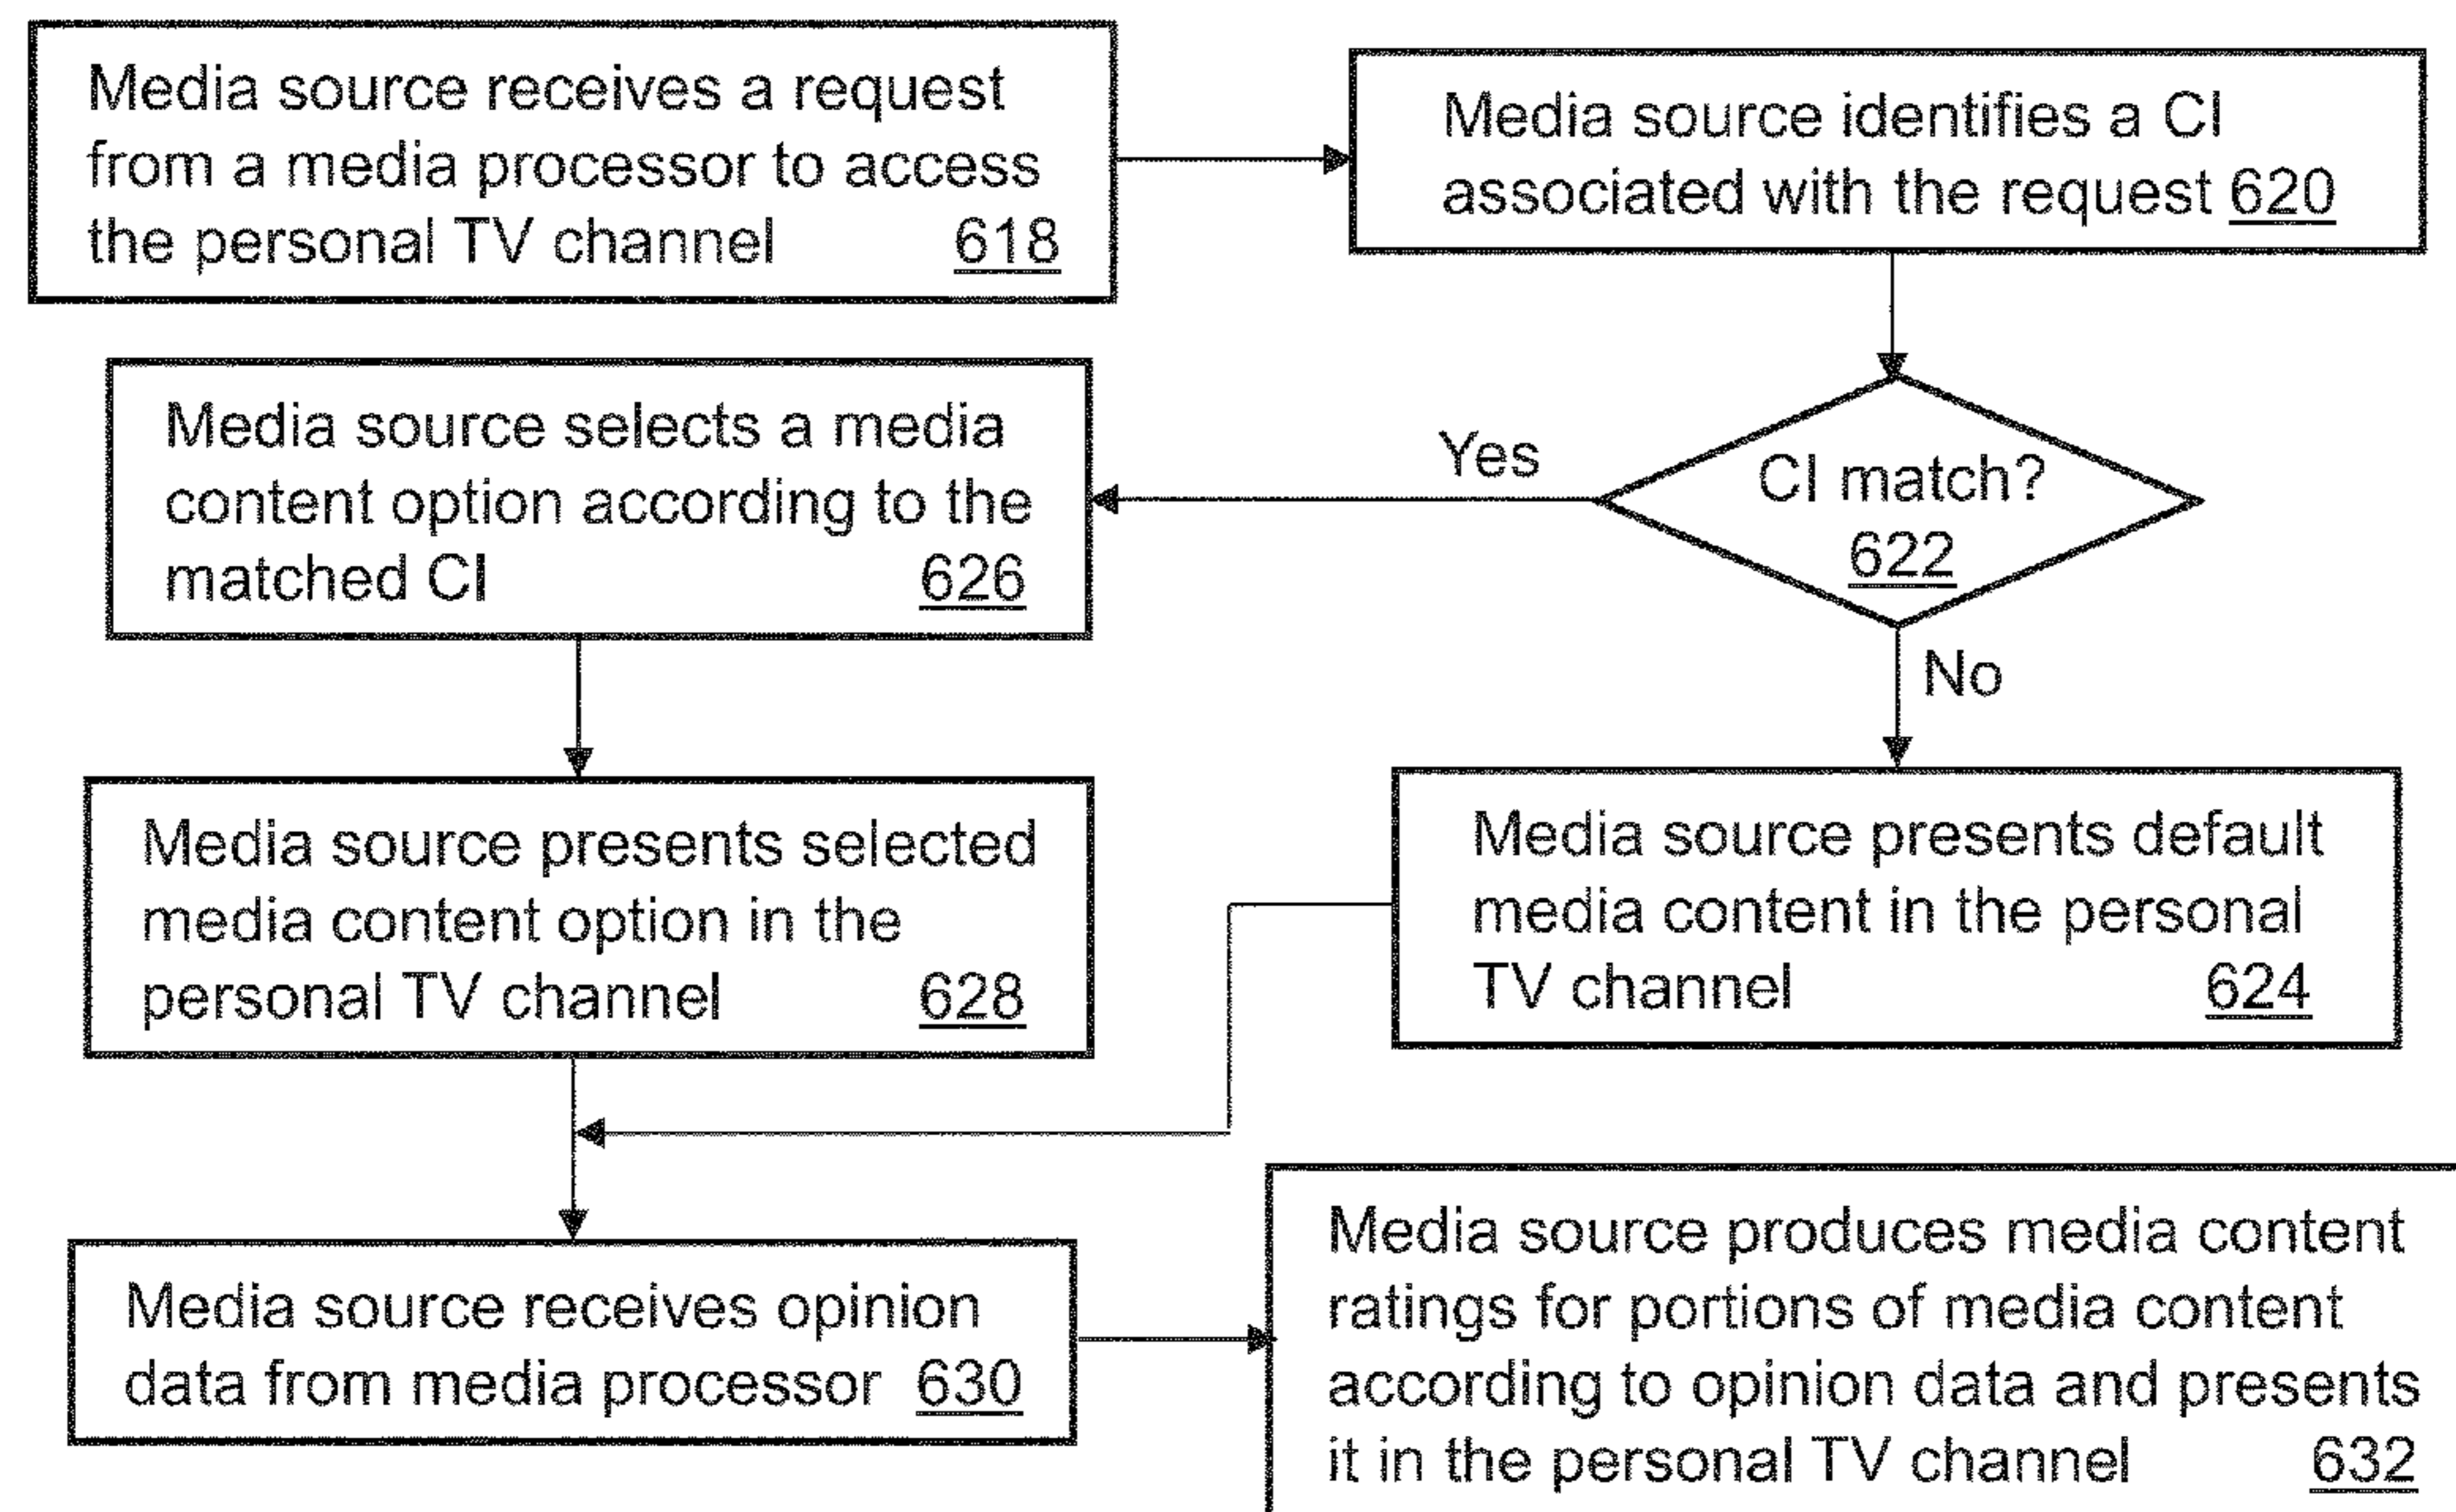 Media source receives a request
from a media processor to access
the personal TV channel 618
Media source identifies a CI
associated with the request 620
CI match?
622
Yes
No
Media source selects a media
content option according to the
matched CI 626
Media source presents selected
media content option in the
personal TV channel 628
Media source presents default
media content in the personal
TV channel 624
Media source receives opinion
data from media processor 630
Media source produces media content
ratings for portions of media content
according to opinion data and presents
it in the personal TV channel 632